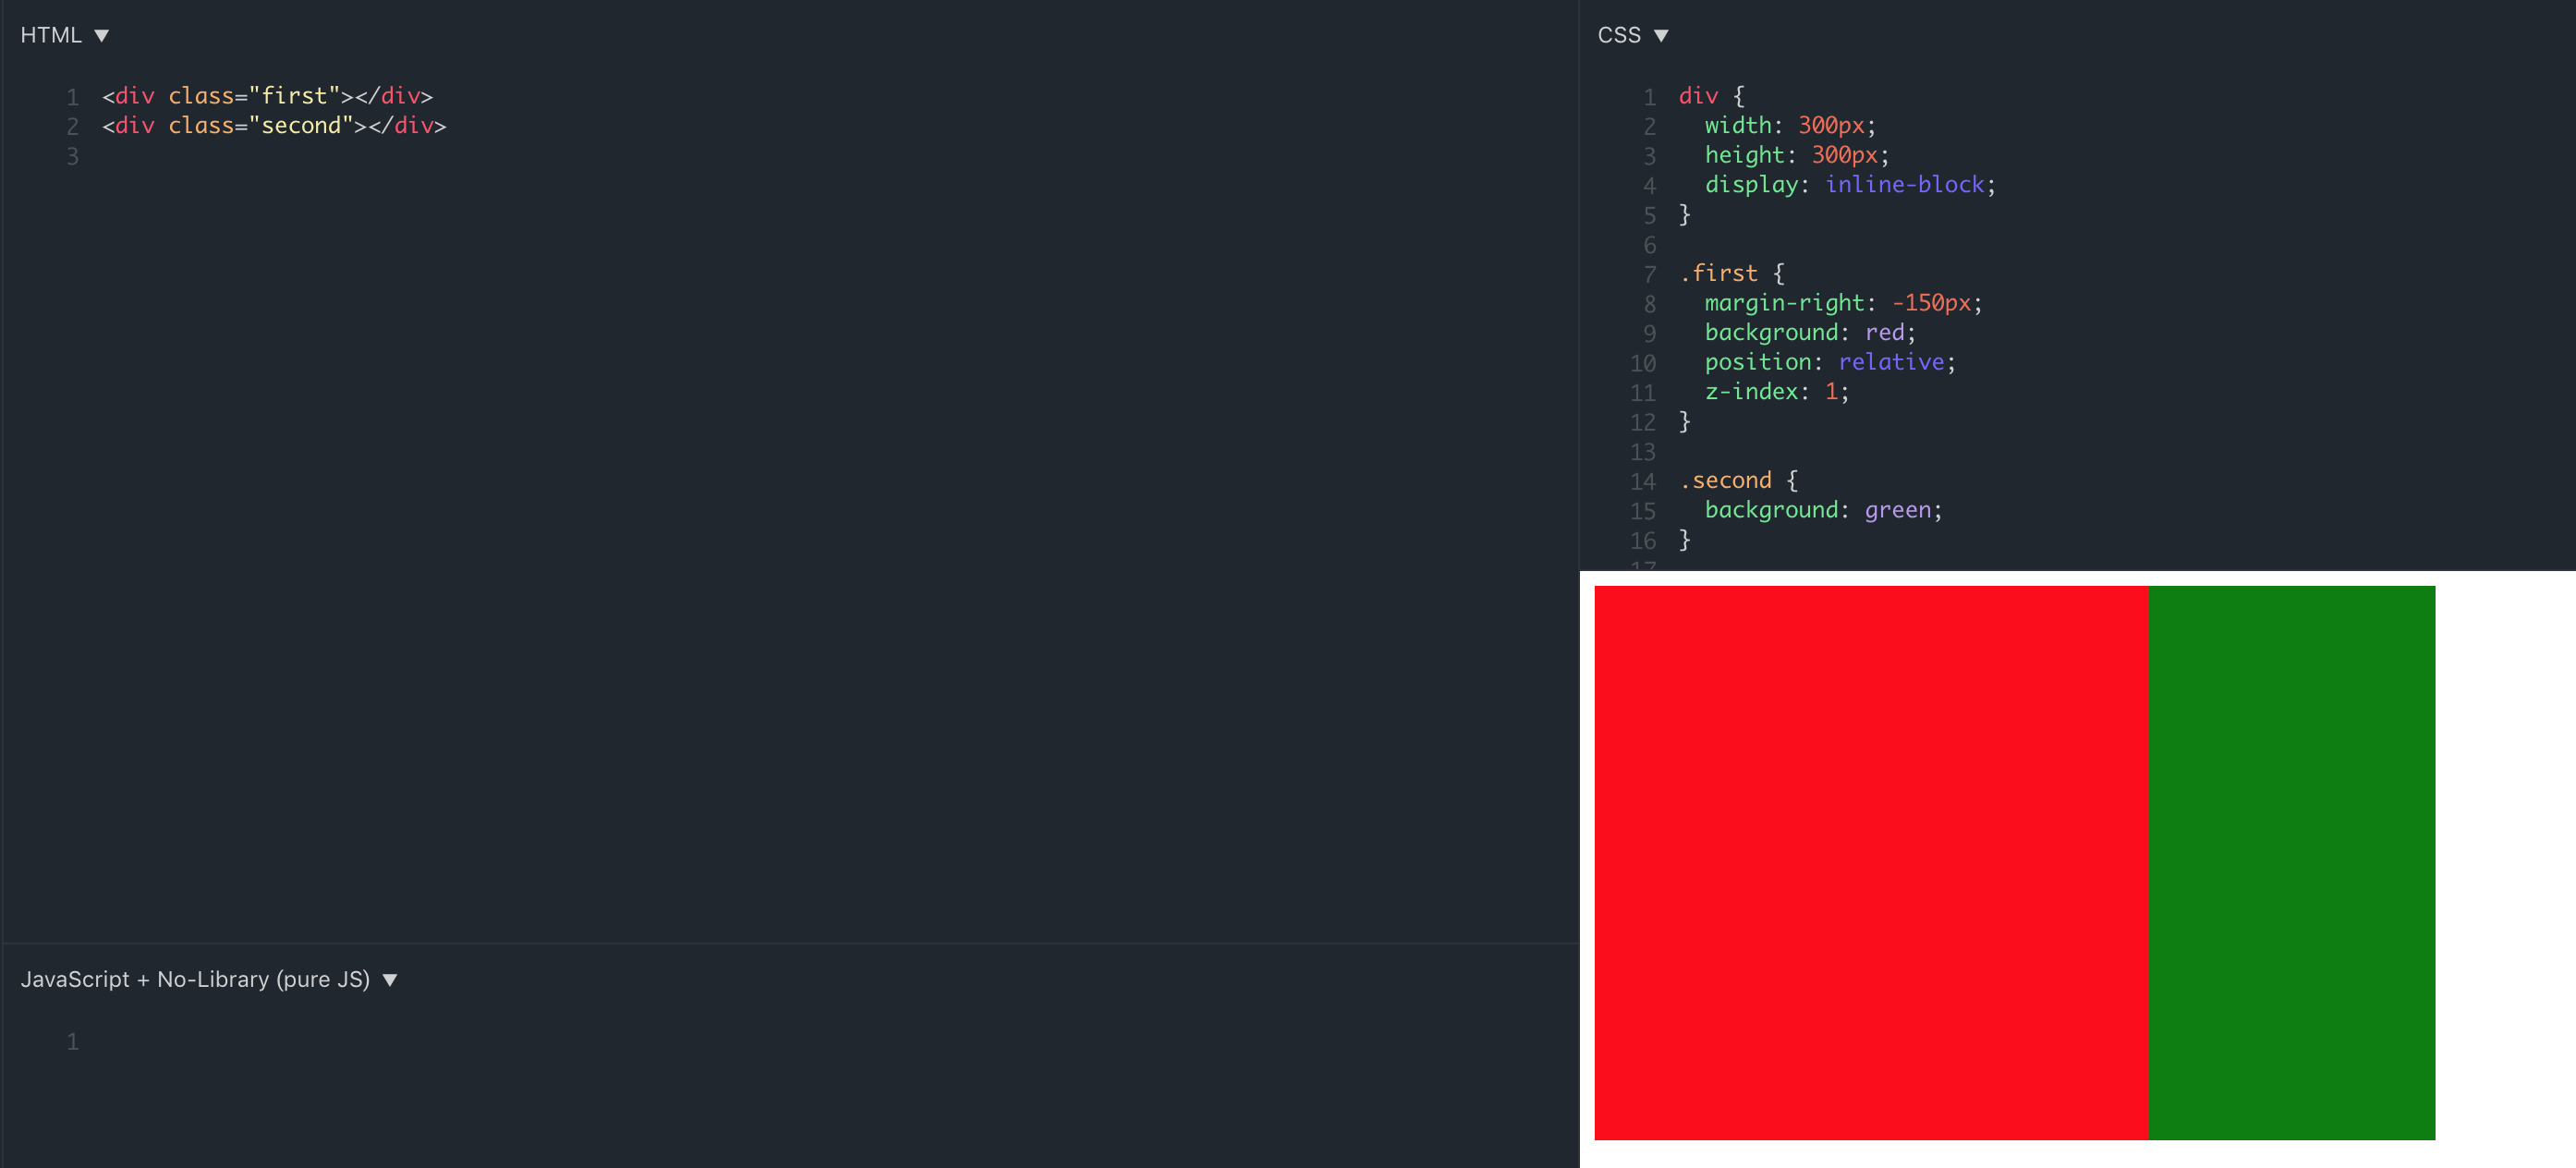 HTML ▼
1 <div class="first"></div>
2 <div class="second"></div>
3
CSS ▼
1 div {
2   width: 300px;
3   height: 300px;
4   display: inline-block;
5 }
6
7 .first {
8   margin-right: -150px;
9   background: red;
10   position: relative;
11   z-index: 1;
12 }
13
14 .second {
15   background: green;
16 }
17
JavaScript + No-Library (pure JS) ▼
1